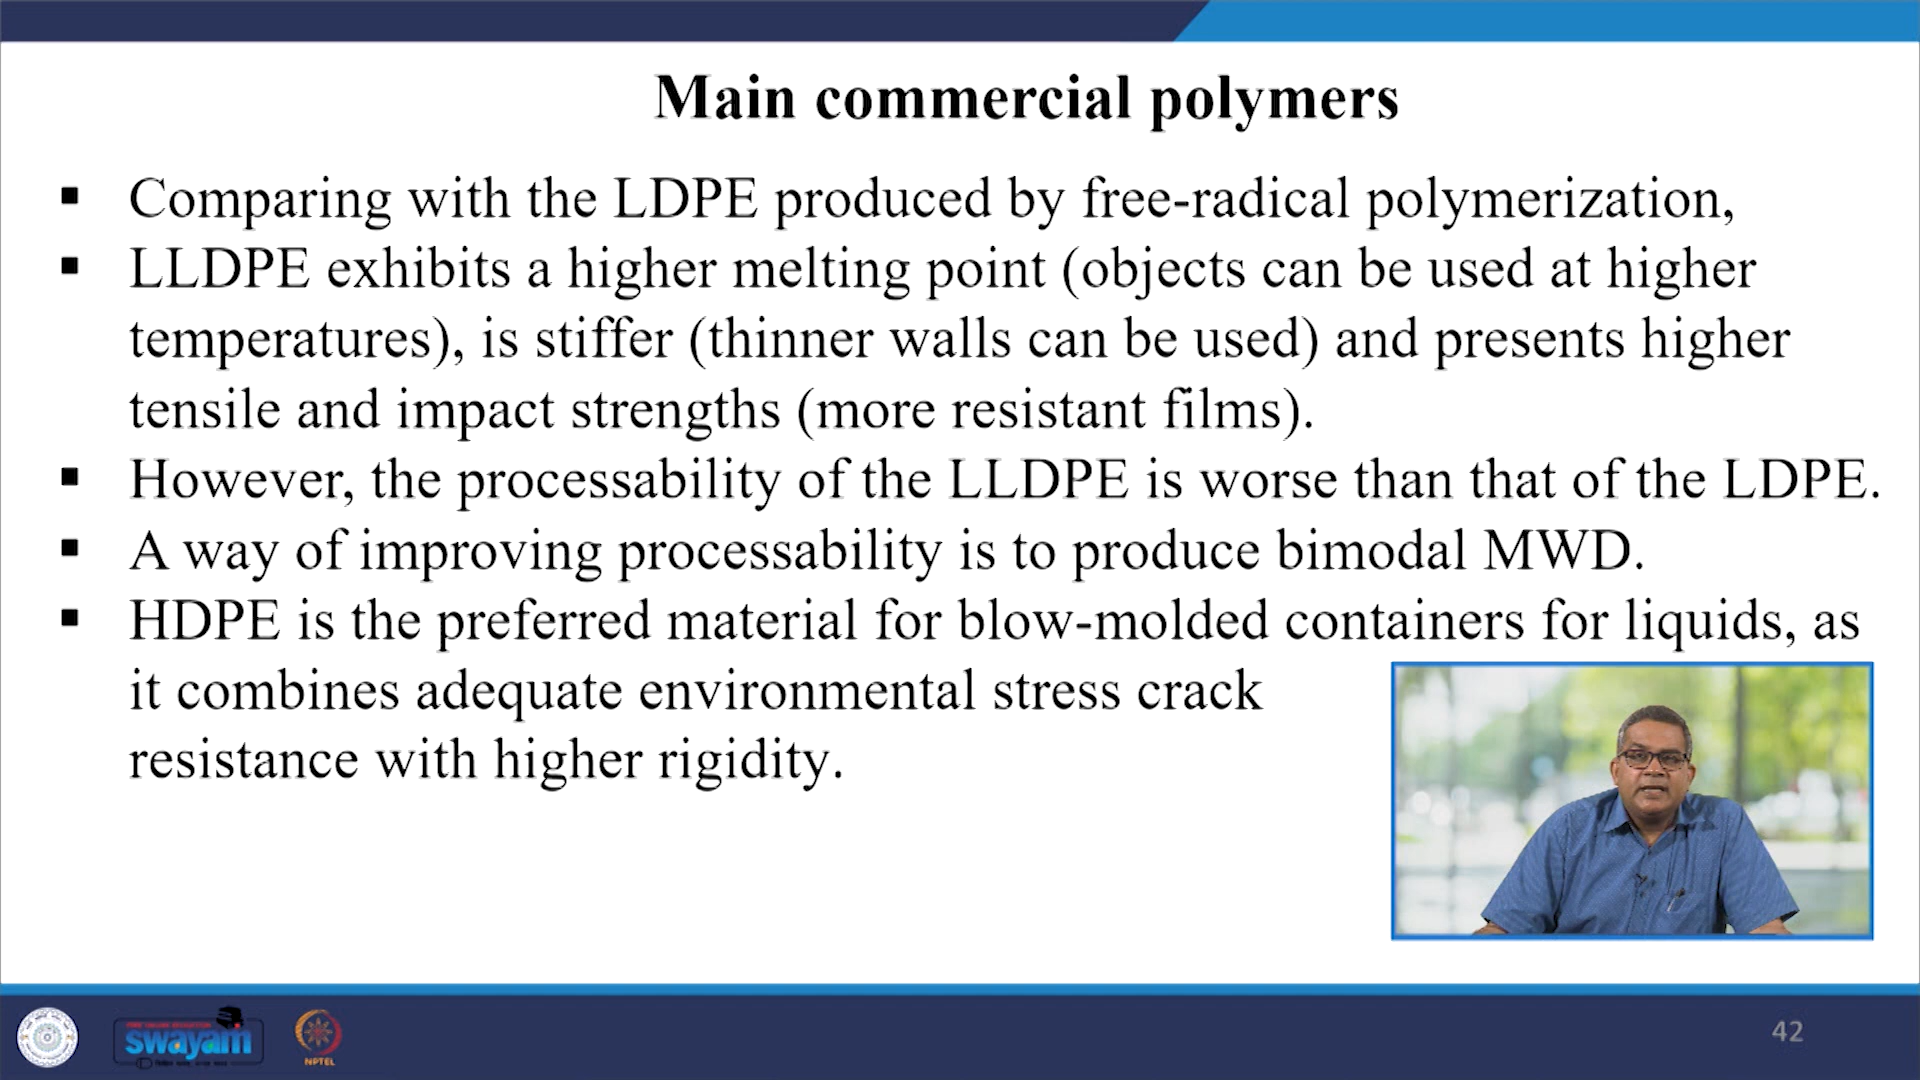 Main commercial polymers
▪ Comparing with the LDPE produced by free-radical polymerization,
▪ LLDPE exhibits a higher melting point (objects can be used at higher
temperatures), is stiffer (thinner walls can be used) and presents higher
tensile and impact strengths (more resistant films).
▪ However, the processability of the LLDPE is worse than that of the LDPE.
▪ A way of improving processability is to produce bimodal MWD.
▪ HDPE is the preferred material for blow-molded containers for liquids, as
it combines adequate environmental stress crack
resistance with higher rigidity.
swayam
NPTEL
42